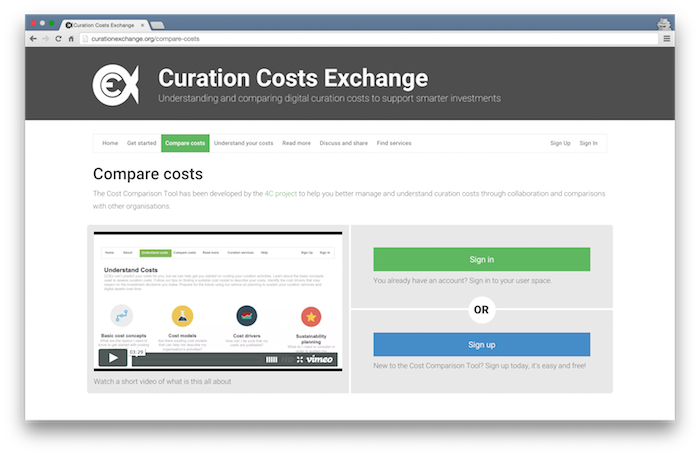 Curation Costs Exchange
curationexchange.org/compare-costs
Curation Costs Exchange
Understanding and comparing digital curation costs to support smarter investments
Home Get started Compare costs Understand your costs Read more Discuss and share Find services Sign Up Sign In
Compare costs
The Cost Comparison Tool has been developed by the 4C project to help you better manage and understand curation costs through collaboration and comparisons
with other organisations.
Home About Understand costs Compare costs Read more Curation services Help Sign Up Sign In
Understand Costs
Basic cost concepts Cost models Cost drivers Sustainability
planning
03:29
HD vimeo
Watch a short video of what is this all about
Sign in
You already have an account? Sign in to your user space.
OR
Sign up
New to the Cost Comparison Tool? Sign up today, it's easy and free!